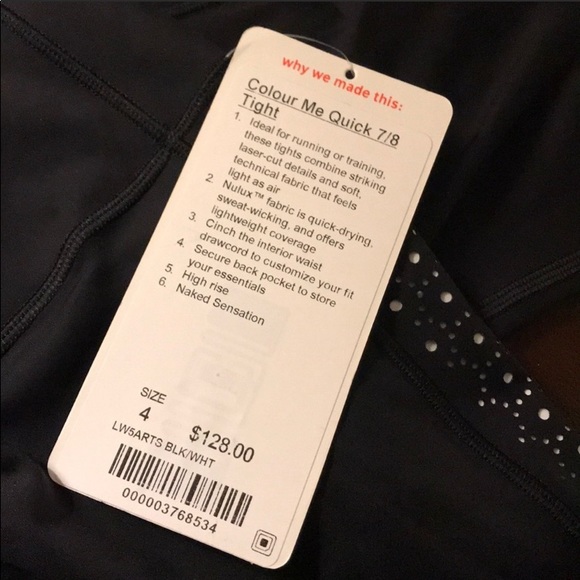 why we made this:
Colour Me Quick 7/8
Tight
1. Ideal for running or training,
these tights combine striking
laser-cut details and soft,
technical fabric that feels
light as air
2. Nulux™ fabric is quick-drying,
sweat-wicking, and offers
lightweight coverage
3. Cinch the interior waist
drawcord to customize your fit
4. Secure back pocket to store
your essentials
5. High rise
6. Naked Sensation
SIZE
4 $128.00
LW5ARTS BLK/WHT
000003768534